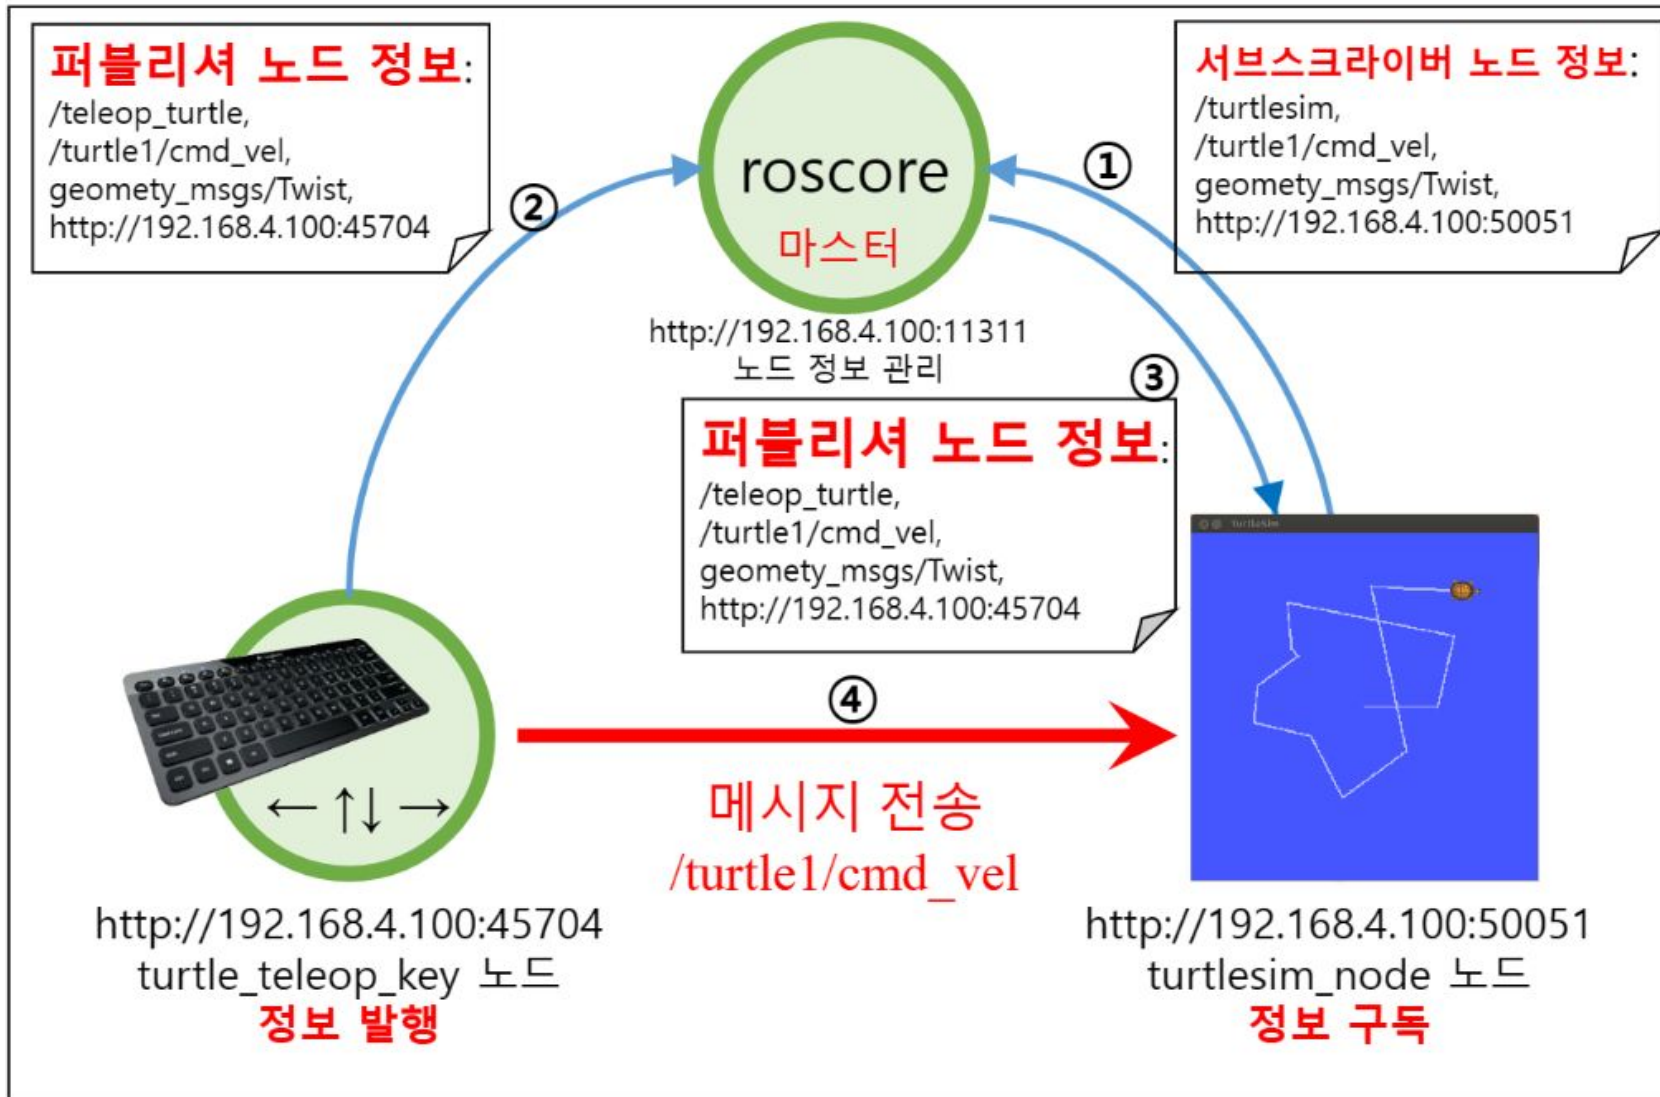 퍼블리셔 노드 정보:
/teleop_turtle,
/turtle1/cmd_vel,
geomety_msgs/Twist,
http://192.168.4.100:45704
②
roscore
마스터
http://192.168.4.100:11311
노드 정보 관리
①
서브스크라이버 노드 정보:
/turtlesim,
/turtle1/cmd_vel,
geomety_msgs/Twist,
http://192.168.4.100:50051
③
퍼블리셔 노드 정보:
/teleop_turtle,
/turtle1/cmd_vel,
geomety_msgs/Twist,
http://192.168.4.100:45704
TurtleSim
← ↑↓ →
④
메시지 전송
/turtle1/cmd_vel
http://192.168.4.100:45704
turtle_teleop_key 노드
정보 발행
http://192.168.4.100:50051
turtlesim_node 노드
정보 구독